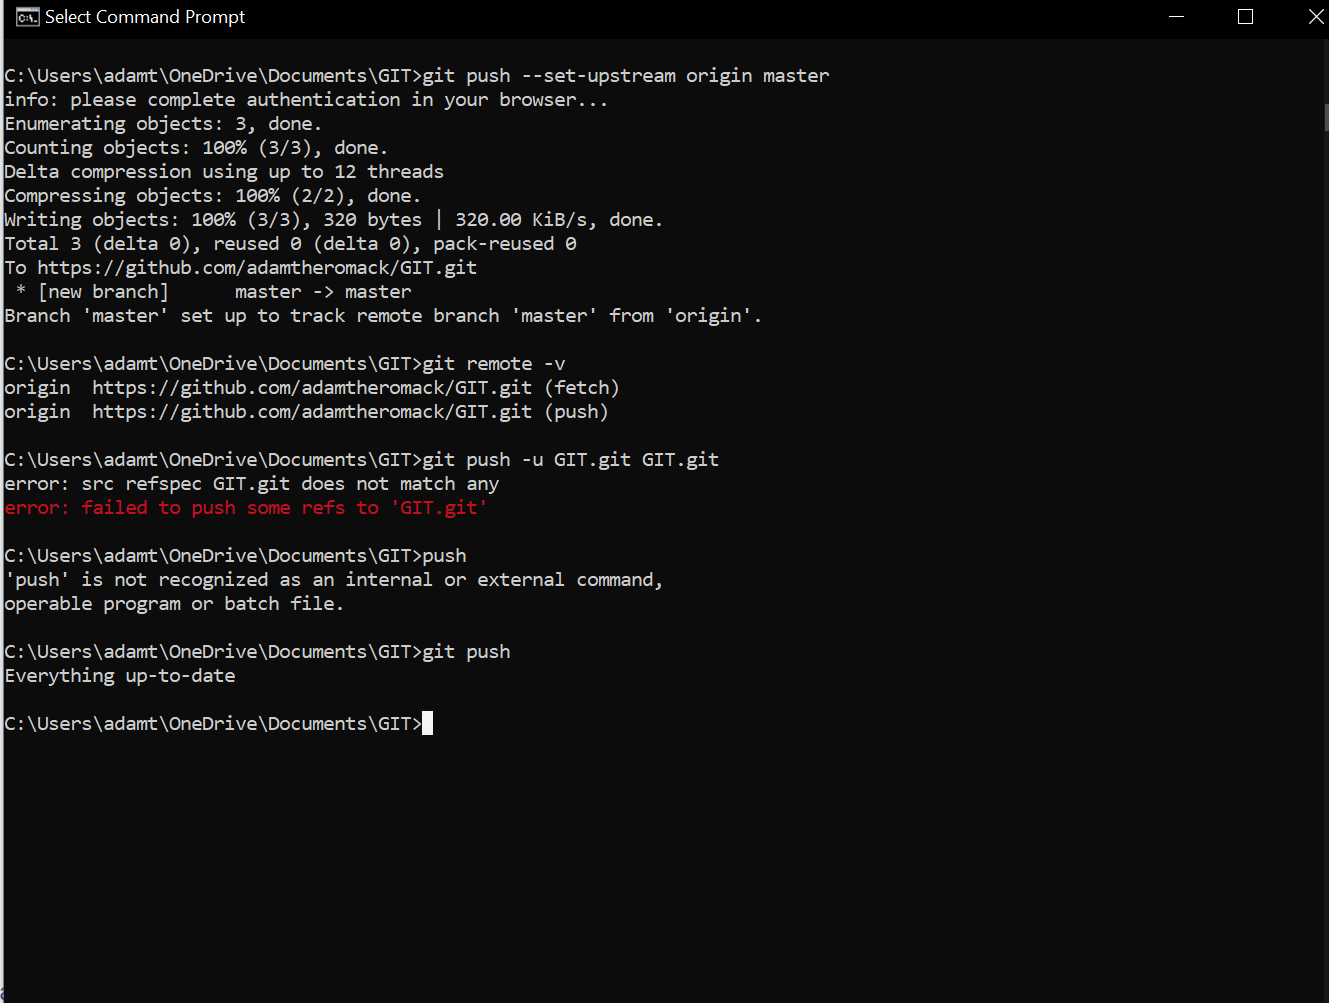 Select Command Prompt
C:\Users\adamt\OneDrive\Documents\GIT>git push --set-upstream origin master
info: please complete authentication in your browser...
Enumerating objects: 3, done.
Counting objects: 100% (3/3), done.
Delta compression using up to 12 threads
Compressing objects: 100% (2/2), done.
Writing objects: 100% (3/3), 320 bytes | 320.00 KiB/s, done.
Total 3 (delta 0), reused 0 (delta 0), pack-reused 0
To https://github.com/adamtheromack/GIT.git
 * [new branch]      master -> master
Branch 'master' set up to track remote branch 'master' from 'origin'.
C:\Users\adamt\OneDrive\Documents\GIT>git remote -v
origin  https://github.com/adamtheromack/GIT.git (fetch)
origin  https://github.com/adamtheromack/GIT.git (push)
C:\Users\adamt\OneDrive\Documents\GIT>git push -u GIT.git GIT.git
error: src refspec GIT.git does not match any
error: failed to push some refs to 'GIT.git'
C:\Users\adamt\OneDrive\Documents\GIT>push
'push' is not recognized as an internal or external command,
operable program or batch file.
C:\Users\adamt\OneDrive\Documents\GIT>git push
Everything up-to-date
C:\Users\adamt\OneDrive\Documents\GIT>